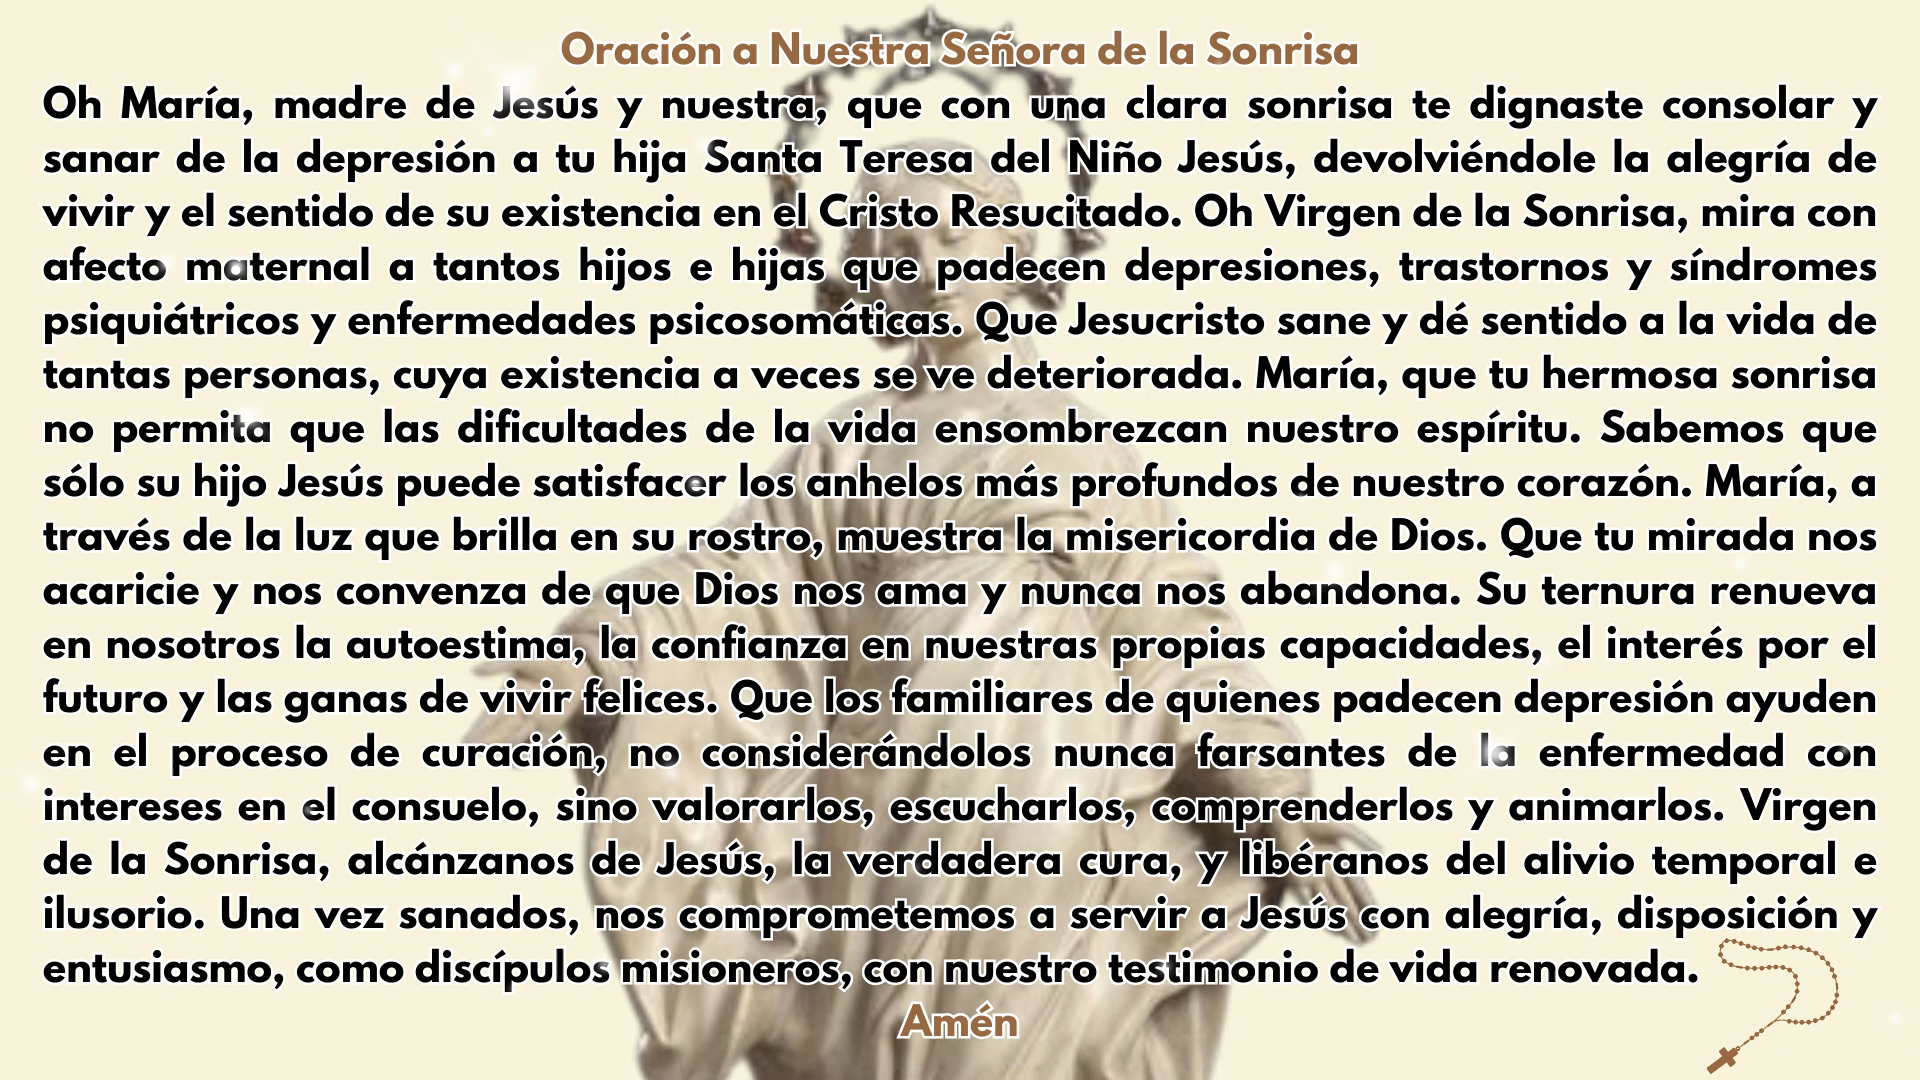 Oración a Nuestra Señora de la Sonrisa
Oh María, madre de Jesús y nuestra, que con una clara sonrisa te dignaste consolar y
sanar de la depresión a tu hija Santa Teresa del Niño Jesús, devolviéndole la alegría de
vivir y el sentido de su existencia en el Cristo Resucitado. Oh Virgen de la Sonrisa, mira con
afecto maternal a tantos hijos e hijas que padecen depresiones, trastornos y síndromes
psiquiátricos y enfermedades psicosomáticas. Que Jesucristo sane y dé sentido a la vida de
tantas personas, cuya existencia a veces se ve deteriorada. María, que tu hermosa sonrisa
no permita que las dificultades de la vida ensombrezcan nuestro espíritu. Sabemos que
sólo su hijo Jesús puede satisfacer los anhelos más profundos de nuestro corazón. María, a
través de la luz que brilla en su rostro, muestra la misericordia de Dios. Que tu mirada nos
acaricie y nos convenza de que Dios nos ama y nunca nos abandona. Su ternura renueva
en nosotros la autoestima, la confianza en nuestras propias capacidades, el interés por el
futuro y las ganas de vivir felices. Que los familiares de quienes padecen depresión ayuden
en el proceso de curación, no considerándolos nunca farsantes de la enfermedad con
intereses en el consuelo, sino valorarlos, escucharlos, comprenderlos y animarlos. Virgen
de la Sonrisa, alcánzanos de Jesús, la verdadera cura, y libéranos del alivio temporal e
ilusorio. Una vez sanados, nos comprometemos a servir a Jesús con alegría, disposición y
entusiasmo, como discípulos misioneros, con nuestro testimonio de vida renovada.
Amén